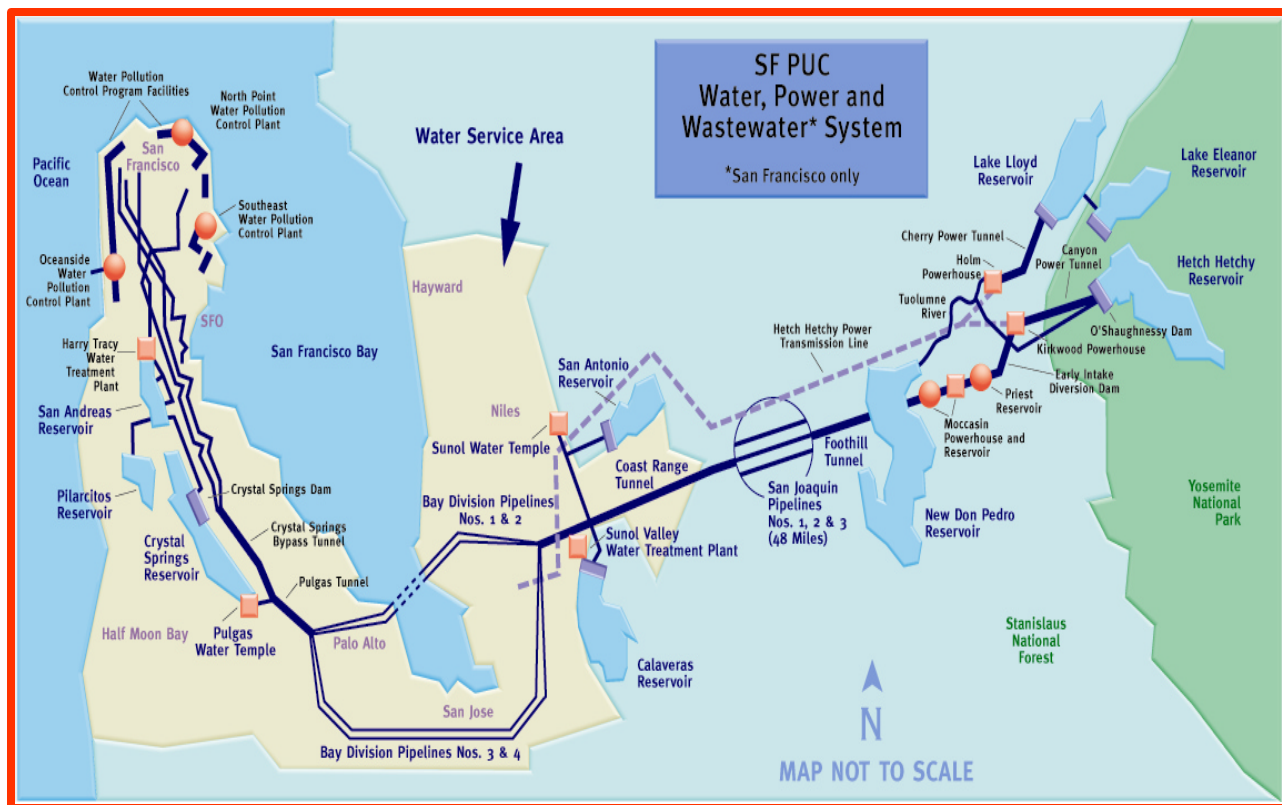 SF PUC
Water, Power and
Wastewater* System
*San Francisco only
Water Pollution
Control Program Facilities
North Point
Water Pollution
Control Plant
Pacific
Ocean
San
Francisco
Water Service Area
Southeast
Water Pollution
Control Plant
Oceanside
Water
Pollution
Control Plant
SFO
Harry Tracy
Water
Treatment
Plant
San Andreas
Reservoir
Pilarcitos
Reservoir
Crystal Springs Dam
Crystal
Springs
Reservoir
Crystal Springs
Bypass Tunnel
Pulgas Tunnel
Half Moon Bay
Pulgas
Water Temple
Palo Alto
San Jose
Bay Division Pipelines Nos. 3 & 4
San Francisco Bay
Hayward
Niles
Sunol Water Temple
Bay Division Pipelines
Nos. 1 & 2
San Antonio
Reservoir
Coast Range
Tunnel
Sunol Valley
Water Treatment Plant
Calaveras
Reservoir
Hetch Hetchy Power
Transmission Line
San Joaquin
Pipelines
Nos. 1, 2 & 3
(48 Miles)
Foothill
Tunnel
New Don Pedro
Reservoir
Lake Lloyd
Reservoir
Lake Eleanor
Reservoir
Cherry Power Tunnel
Holm
Powerhouse
Canyon
Power Tunnel
Hetch Hetchy
Reservoir
Tuolumne
River
O'Shaughnessy Dam
Kirkwood Powerhouse
Early Intake
Diversion Dam
Priest
Reservoir
Moccasin
Powerhouse and
Reservoir
Yosemite
National
Park
Stanislaus
National
Forest
N
MAP NOT TO SCALE